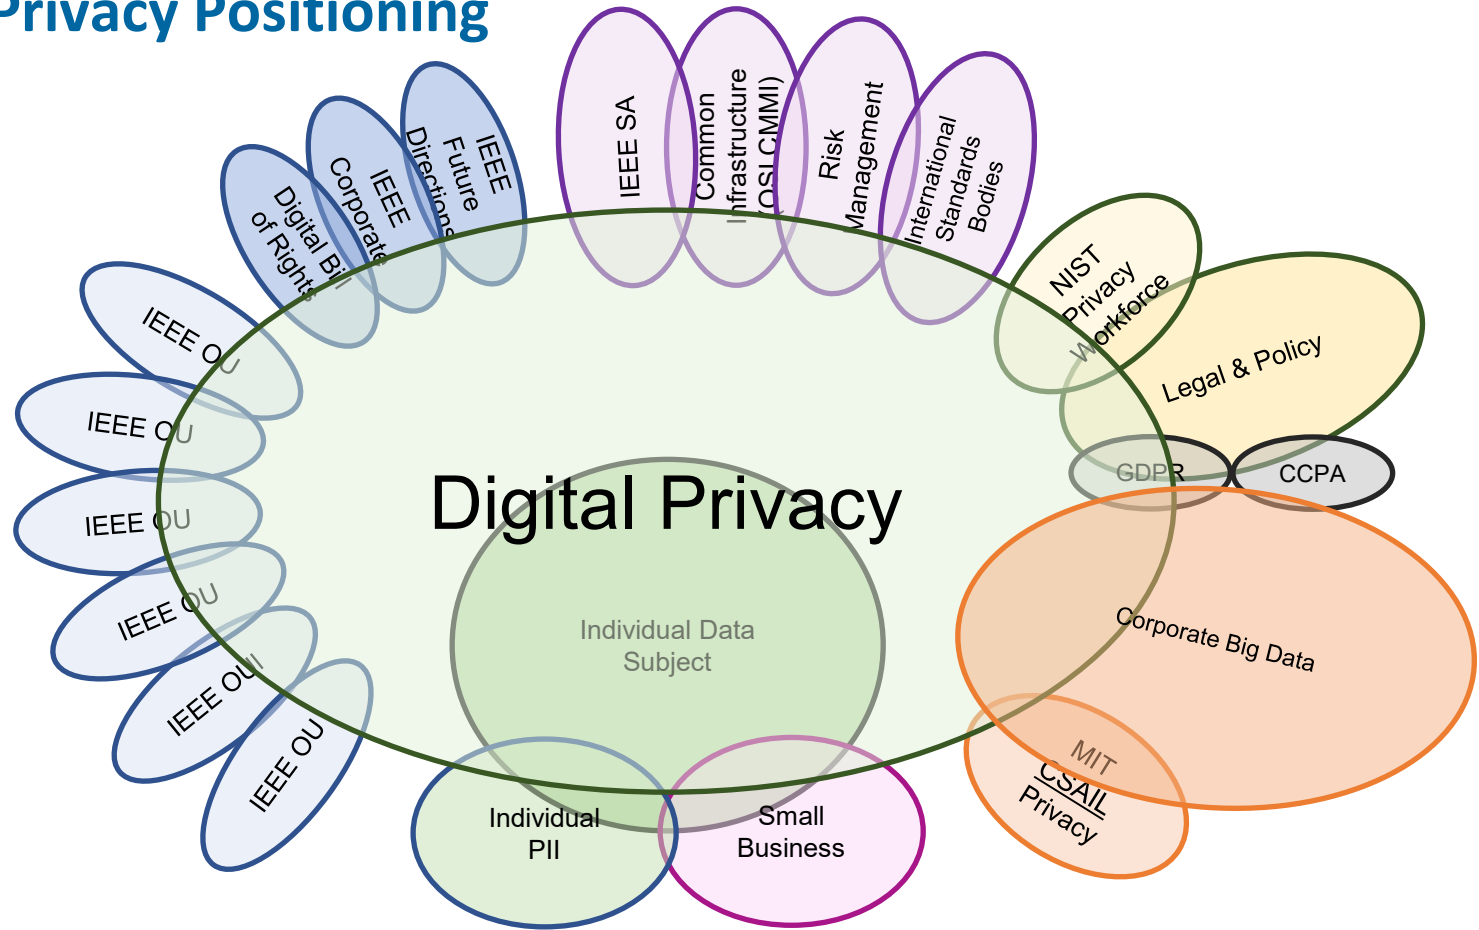 Privacy Positioning
IEEE
Future
Directions
IEEE
Corporate
Digital Bill
of Rights
IEEE SA
Common
Infrastructure
(OSI,CMMI)
Risk
Management
International
Standards
Bodies
NIST
Privacy
Workforce
Legal & Policy
GDPR
CCPA
IEEE OU
IEEE OU
IEEE OU
IEEE OU
IEEE OUI
IEEE OU
Digital Privacy
Individual Data
Subject
Corporate Big Data
MIT
CSAIL
Privacy
Individual
PII
Small
Business